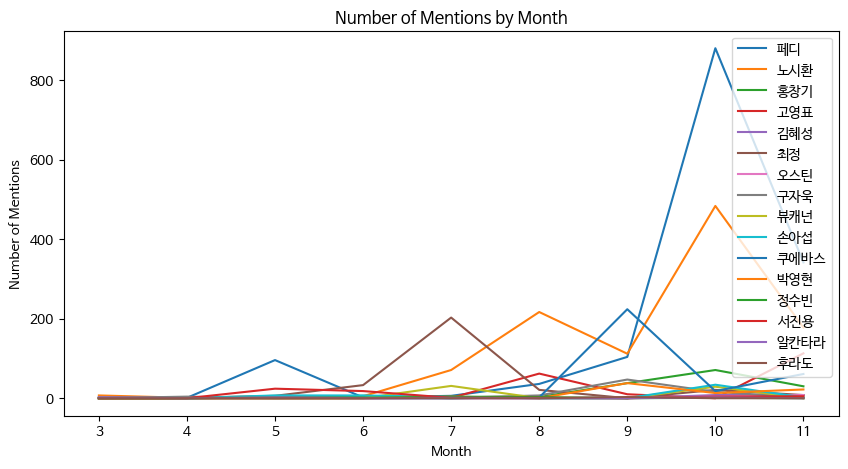 Number of Mentions by Month
Number of Mentions
800
600
400
200
0
3 4 5 6 7 8 9 10 11
Month
페디
노시환
홍창기
고영표
김혜성
최정
오스틴
구자욱
뷰캐넌
손아섭
쿠에바스
박영현
정수빈
서진용
알칸타라
후라도